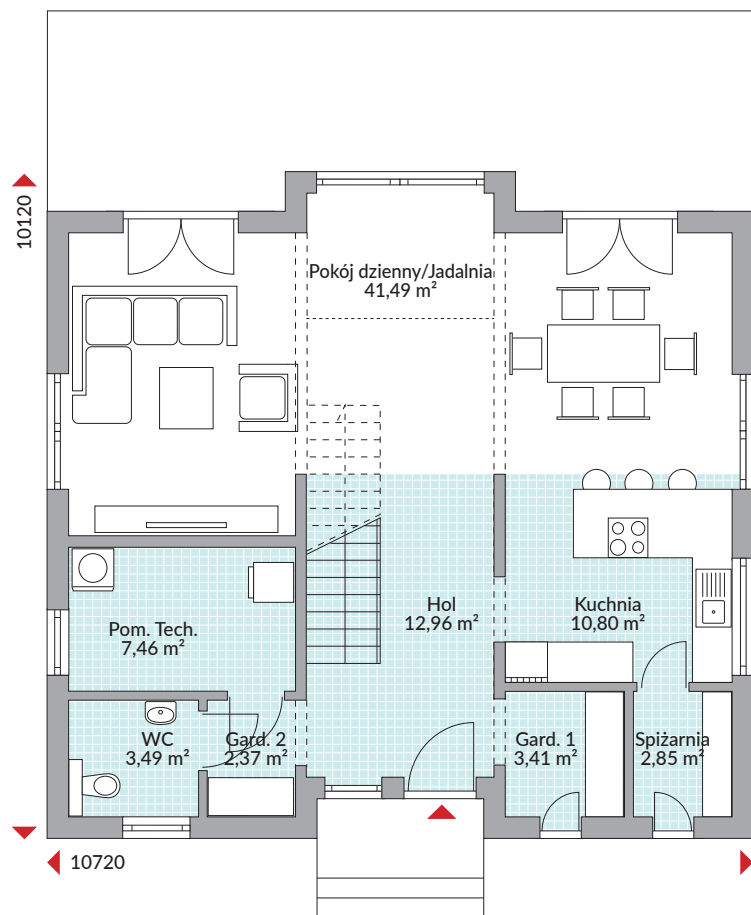 10120
Pokój dzienny/Jadalnia
41,49 m²
Pom. Tech.
7,46 m²
Hol
12,96 m²
Kuchnia
10,80 m²
WC
3,49 m²
Gard. 2
2,37 m²
Gard. 1
3,41 m²
Spiżarnia
2,85 m²
10720